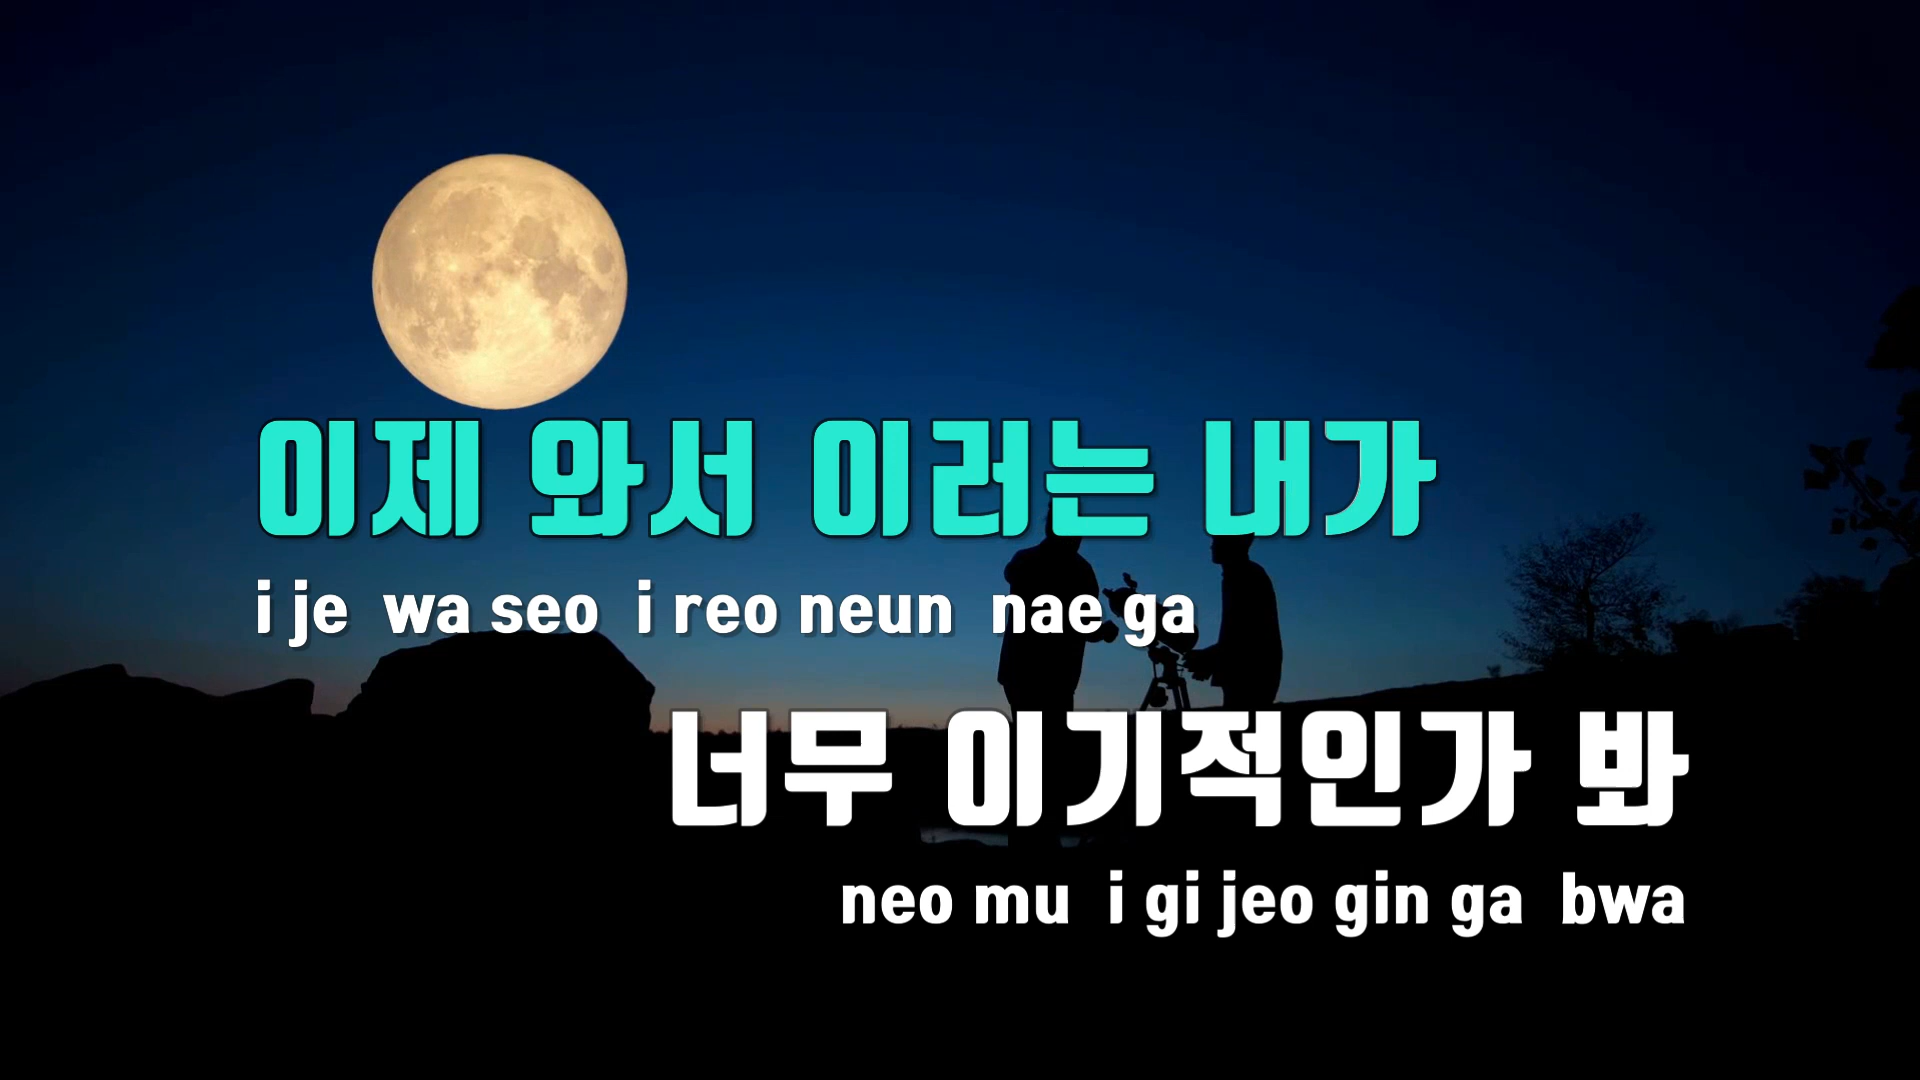 이제 와서 이러는 내가
i je wa seo i reo neun nae ga
너무 이기적인가 봐
neo mu i gi jeo gin ga bwa